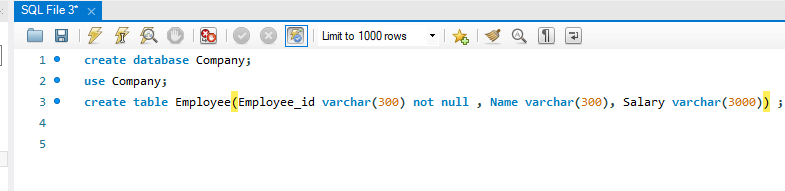 SQL File 3*
Limit to 1000 rows
1 create database Company;
2 use Company;
3 create table Employee(Employee_id varchar(300) not null , Name varchar(300), Salary varchar(3000)) ;
4
5